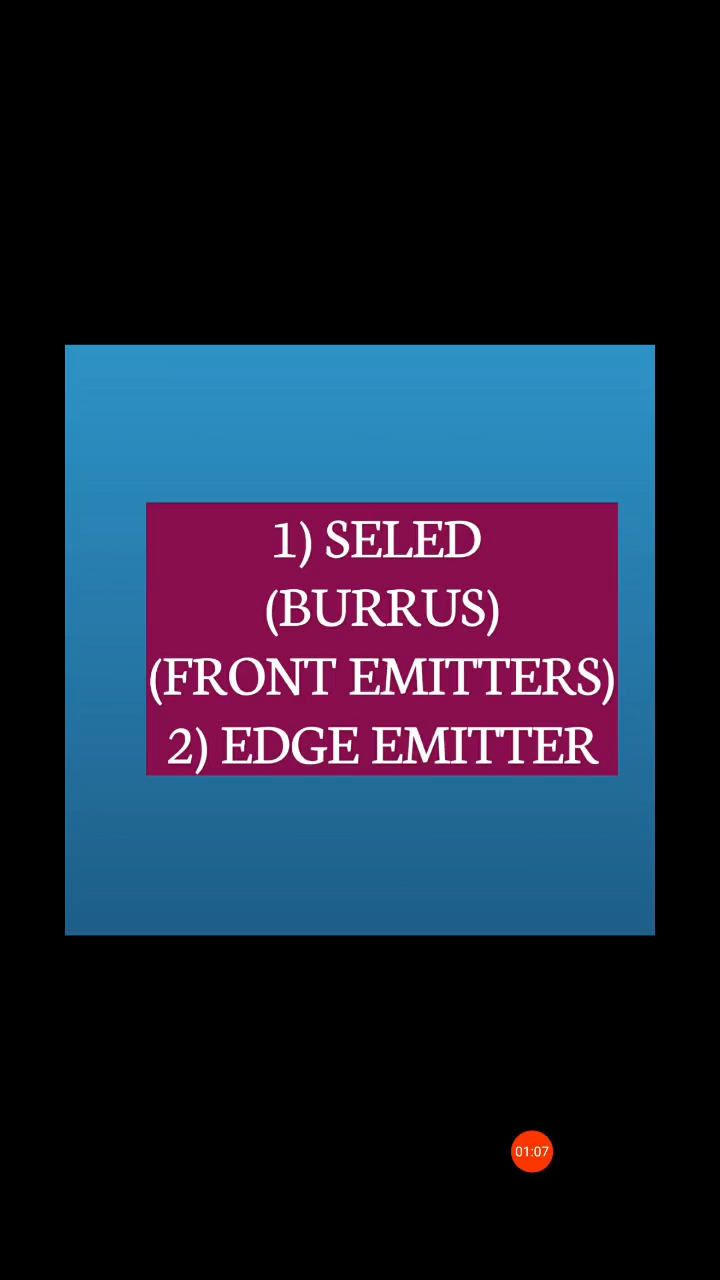 1) SELED
(BURRUS)
(FRONT EMITTERS)
2) EDGE EMITTER
01:07